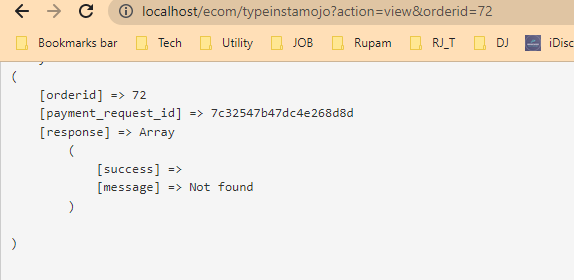 localhost/ecom/typeinstamojo?action=view&orderid=72
Bookmarks bar Tech Utility JOB Rupam RJ_T DJ iDisc
(
[orderid] => 72
[payment_request_id] => 7c32547b47dc4e268d8d
[response] => Array
(
[success] =>
[message] => Not found
)
)